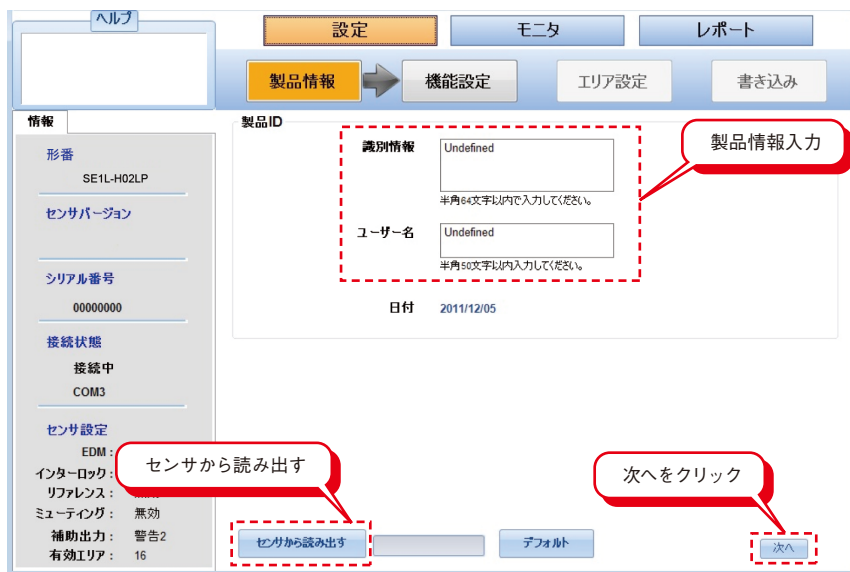 ヘルプ
設定
モニタ
レポート
製品情報
機能設定
エリア設定
書き込み
情報
形番
SE1L-H02LP
センサバージョン
シリアル番号
00000000
接続状態
接続中
COM3
センサ設定
EDM :
インターロック :
リファレンス :
ミューティング : 無効
補助出力 : 警告2
有効エリア : 16
製品ID
識別情報
Undefined
半角64文字以内で入力してください。
ユーザー名
Undefined
半角50文字以内入力してください。
日付 2011/12/05
製品情報入力
センサから読み出す
次へをクリック
センサから読み出す
デフォルト
次へ